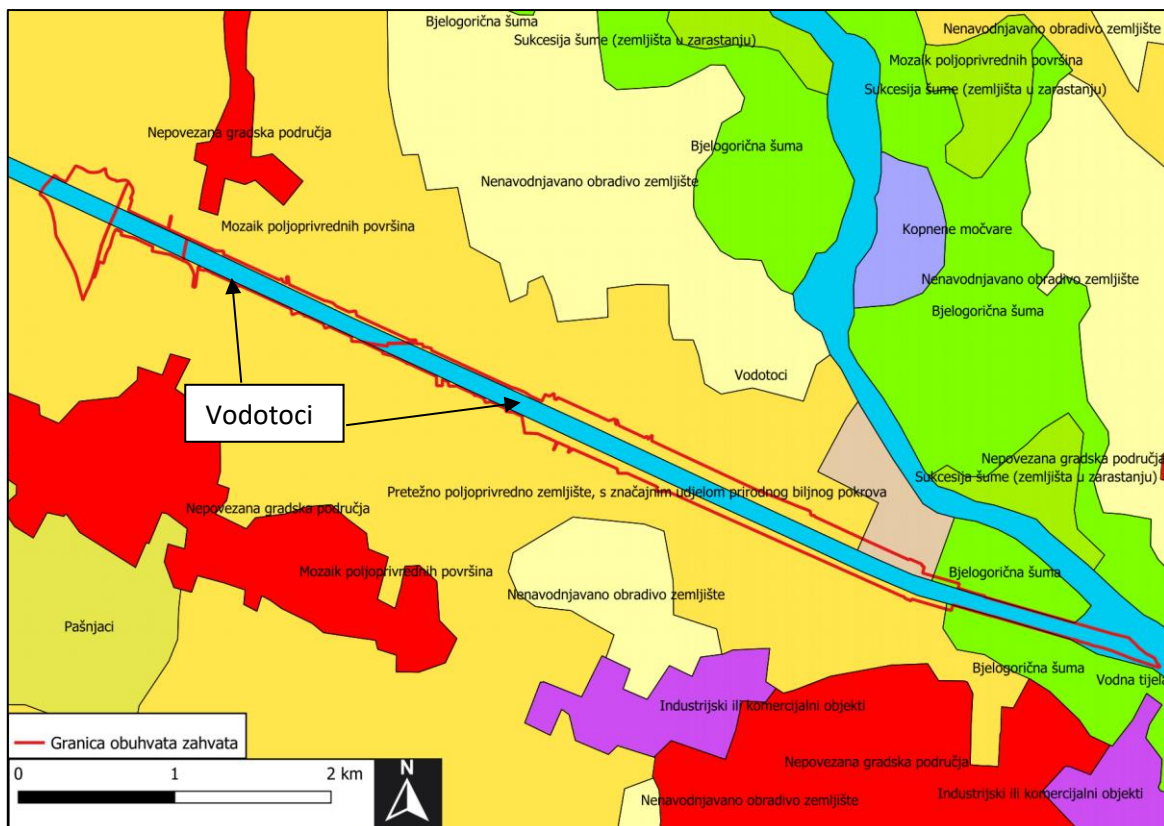 Bjelogorična šuma
Nenavodnjavano obradivo zemljište
Sukcesija šume (zemljišta u zarastanju)
Mozaik poljoprivrednih površina
Sukcesija šume (zemljišta u zarastanju)
Nepovezana gradska područja
Bjelogorična šuma
Nenavodnjavano obradivo zemljište
Mozaik poljoprivrednih površina
Kopnene močvare
Nenavodnjavano obradivo zemljište
Bjelogorična šuma
Vodotoci
Vodotoci
Nepovezana gradska područja
Sukcesija šume (zemljišta u zarastanju)
Pretežno poljoprivredno zemljište, s značajnim udjelom prirodnog biljnog pokrova
Nepovezana gradska područja
Mozaik poljoprivrednih površina
Bjelogorična šuma
Nenavodnjavano obradivo zemljište
Pašnjaci
Bjelogorična šuma
Vodna tijela
Industrijski ili komercijalni objekti
Granica obuhvata zahvata
Nepovezana gradska područja
0 1 2 km
N
Industrijski ili komercijalni objekti
Nenavodnjavano obradivo zemljište